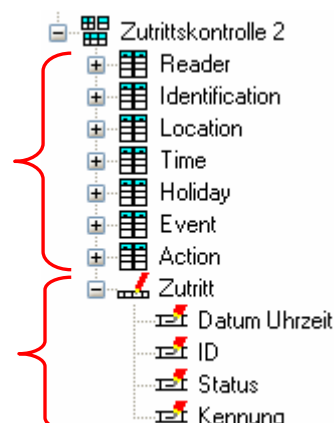 Zutrittskontrolle 2
Reader
Identification
Location
Time
Holiday
Event
Action
Zutritt
Datum Uhrzeit
ID
Status
Kennung